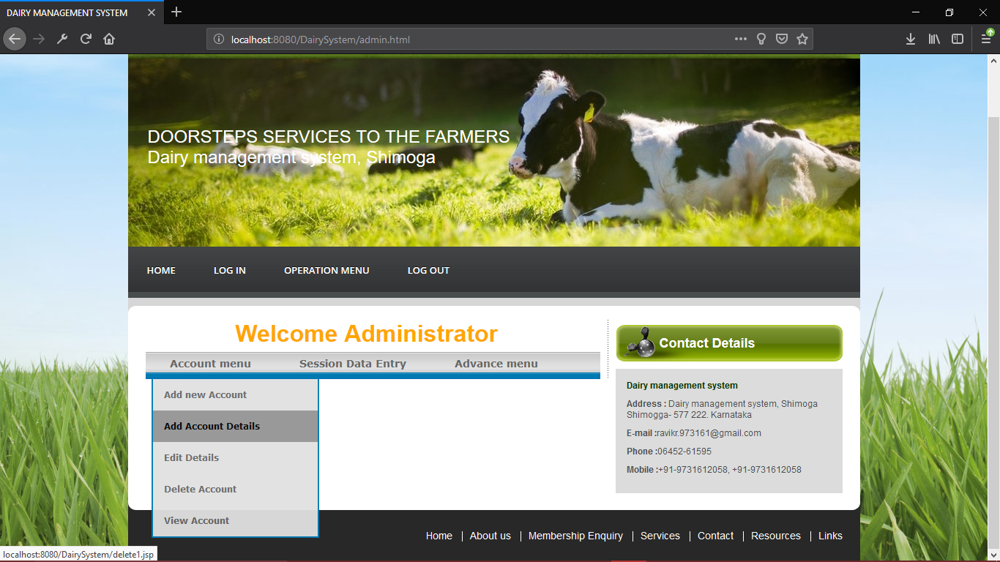 DAIRY MANAGEMENT SYSTEM
localhost:8080/DairySystem/admin.html
DOORSTEPS SERVICES TO THE FARMERS
Dairy management system, Shimoga
HOME LOG IN OPERATION MENU LOG OUT
Welcome Administrator
Account menu Session Data Entry Advance menu
Add new Account
Add Account Details
Edit Details
Delete Account
View Account
Contact Details
Dairy management system
Address : Dairy management system, Shimoga
Shimogga- 577 222. Karnataka
E-mail :ravikr.973161@gmail.com
Phone :06452-61595
Mobile :+91-9731612058, +91-9731612058
Home | About us | Membership Enquiry | Services | Contact | Resources | Links
localhost:8080/DairySystem/delete1.jsp